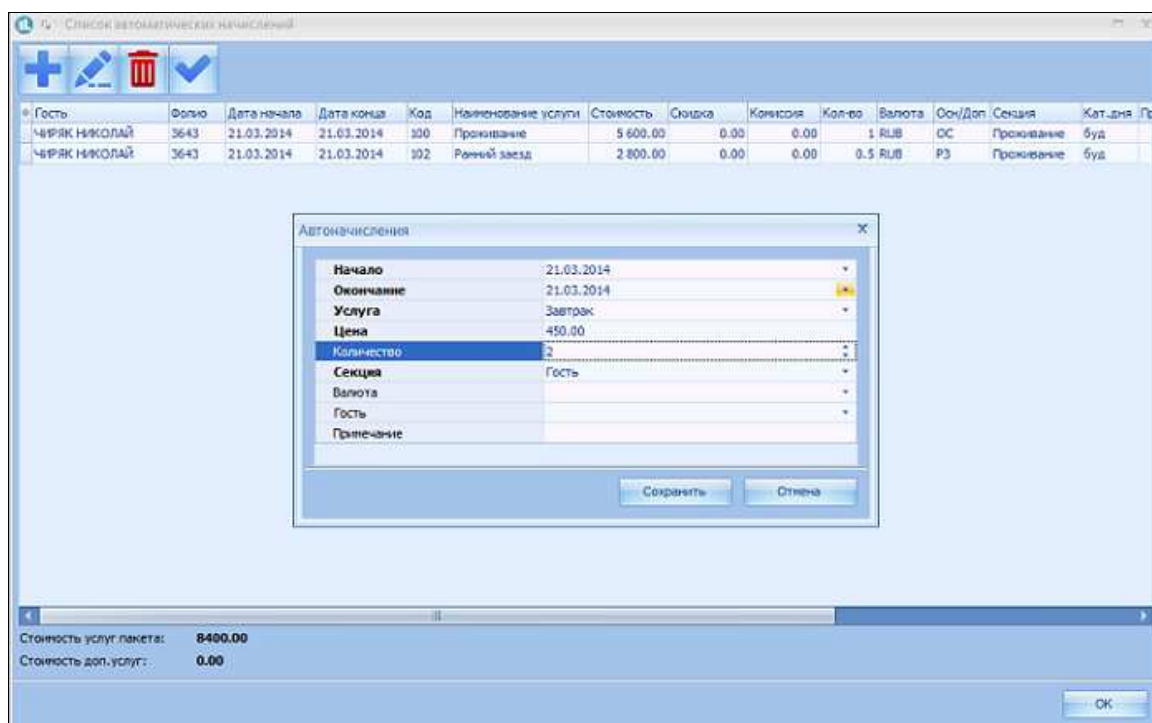 Список автоматических начислений
Гость Фолио Дата начала Дата конца Код Наименование услуги Стоимость Скидка Комиссия Кол-во Валюта Осн/Доп Секция Кат.дня
ЧИРЯК НИКОЛАЙ 3643 21.03.2014 21.03.2014 100 Проживание 5 600.00 0.00 0.00 1 RUB ОС Проживание буд
ЧИРЯК НИКОЛАЙ 3643 21.03.2014 21.03.2014 102 Ранний заезд 2 800.00 0.00 0.00 0.5 RUB РЗ Проживание буд
Автоначисления
Начало 21.03.2014
Окончание 21.03.2014
Услуга Завтрак
Цена 450.00
Количество 2
Секция Гость
Валюта
Гость
Примечание
Сохранить Отмена
Стоимость услуг пакета: 8400.00
Стоимость доп.услуг: 0.00
OK